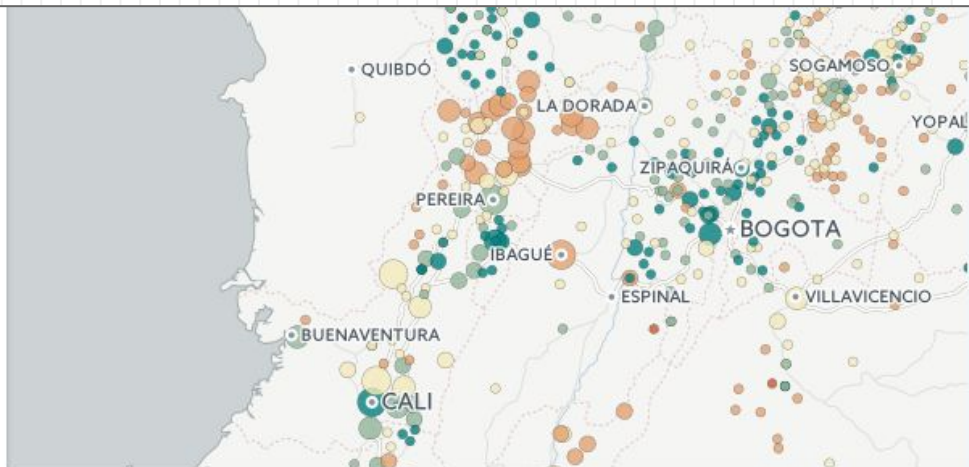 QUIBDÓ
SOGAMOSO
LA DORADA
YOPAL
ZIPAQUIRÁ
PEREIRA
BOGOTA
IBAGUÉ
ESPINAL
VILLAVICENCIO
BUENAVENTURA
CALI